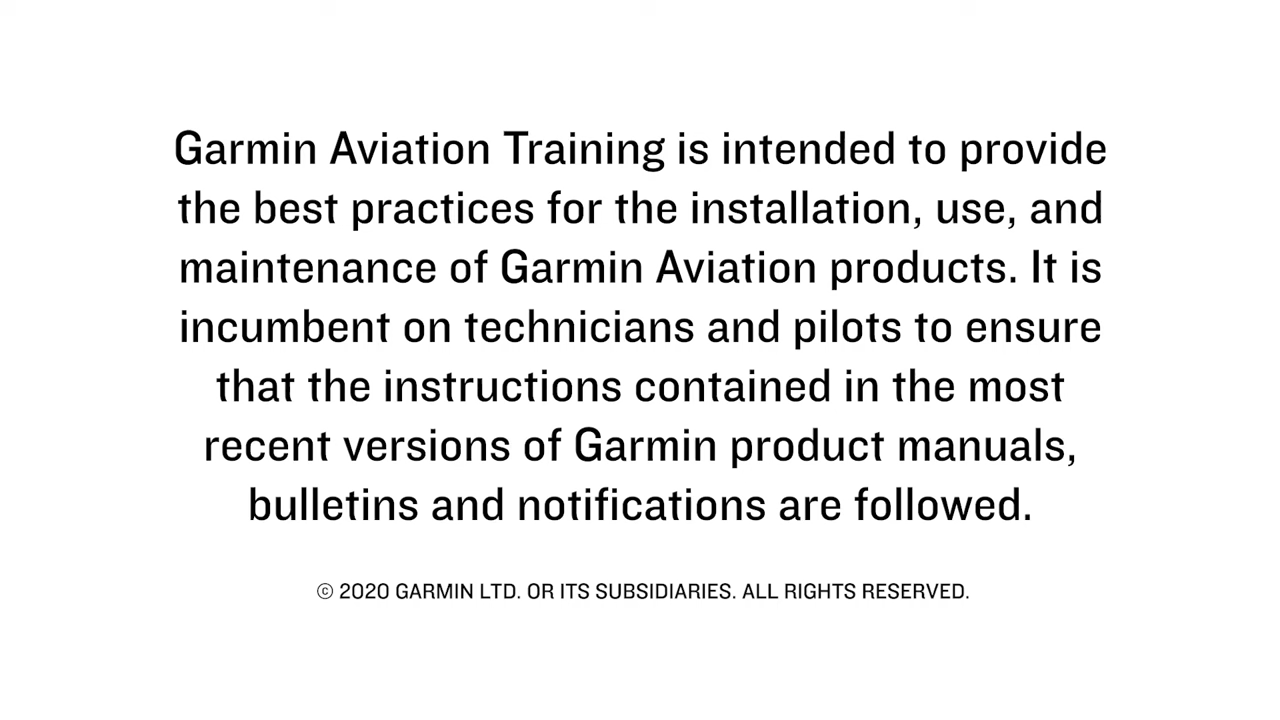 Garmin Aviation Training is intended to provide
the best practices for the installation, use, and
maintenance of Garmin Aviation products. It is
incumbent on technicians and pilots to ensure
that the instructions contained in the most
recent versions of Garmin product manuals,
bulletins and notifications are followed.
© 2020 GARMIN LTD. OR ITS SUBSIDIARIES. ALL RIGHTS RESERVED.